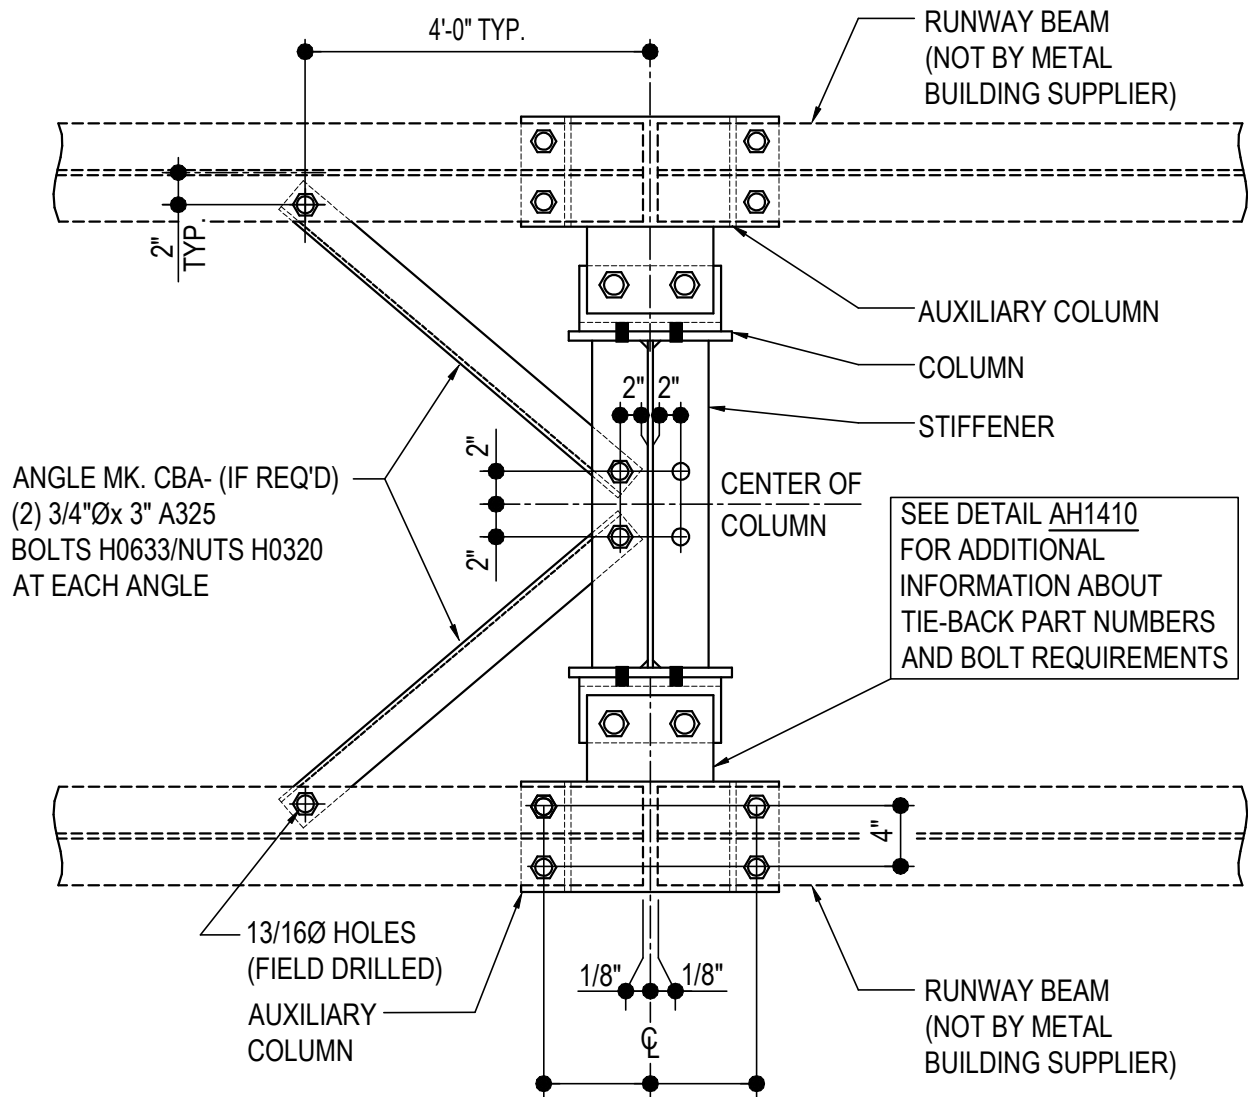 4'-0" TYP.
RUNWAY BEAM
(NOT BY METAL
BUILDING SUPPLIER)
2"
TYP.
AUXILIARY COLUMN
COLUMN
STIFFENER
2" 2"
2"
2"
CENTER OF
COLUMN
ANGLE MK. CBA- (IF REQ'D)
(2) 3/4"Øx 3" A325
BOLTS H0633/NUTS H0320
AT EACH ANGLE
SEE DETAIL AH1410
FOR ADDITIONAL
INFORMATION ABOUT
TIE-BACK PART NUMBERS
AND BOLT REQUIREMENTS
4"
13/16Ø HOLES
(FIELD DRILLED)
AUXILIARY
COLUMN
1/8" 1/8"
℄
RUNWAY BEAM
(NOT BY METAL
BUILDING SUPPLIER)